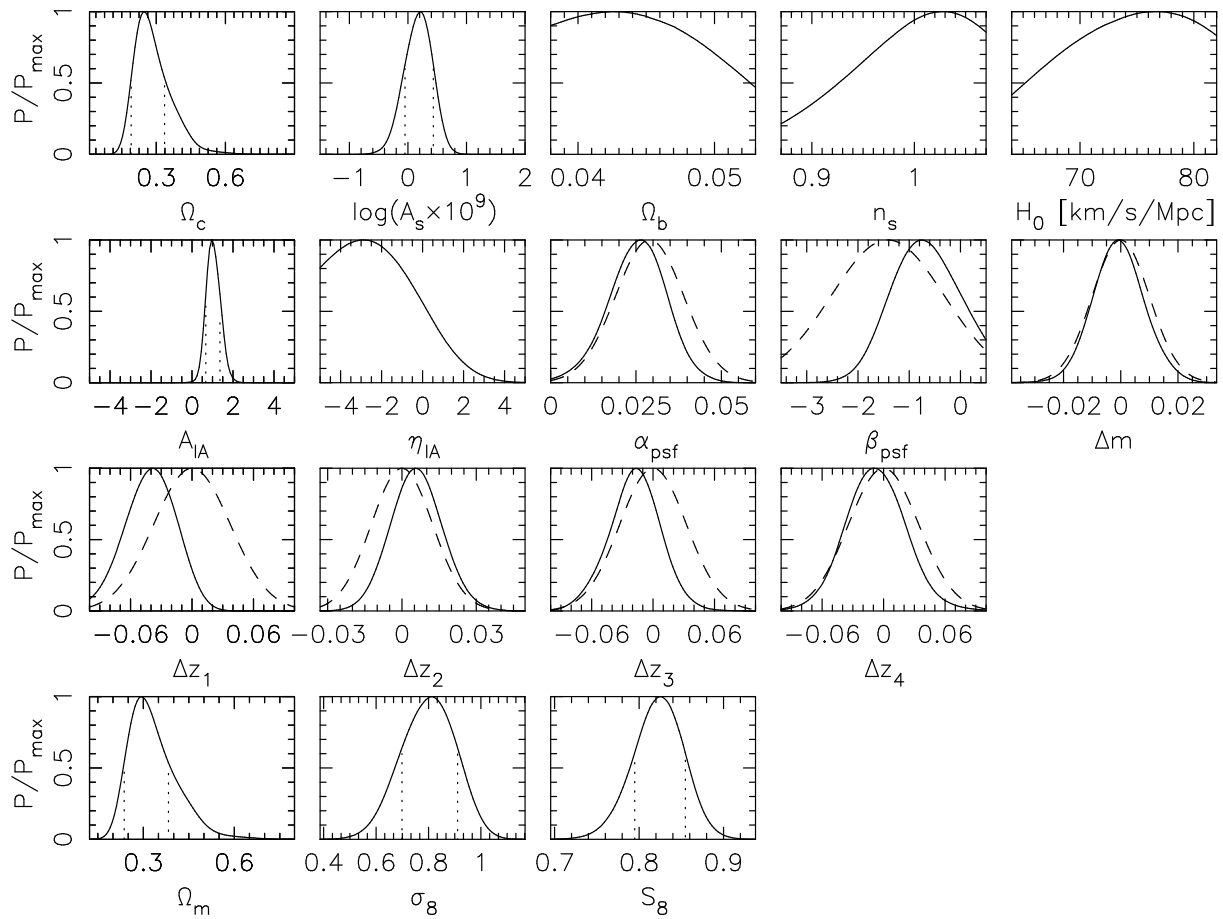 P/Pmax
1
0.5
0
0.3 0.6
Ω_c
−1 0 1 2
log(A_s×10⁹)
0.04 0.05
Ω_b
0.9 1
n_s
70 80
H_0 [km/s/Mpc]
P/Pmax
1
0.5
0
−4 −2 0 2 4
A_IA
−4 −2 0 2 4
η_IA
0 0.025 0.05
α_psf
−3 −2 −1 0
β_psf
−0.02 0 0.02
Δm
P/Pmax
1
0.5
0
−0.06 0 0.06
Δz_1
−0.03 0 0.03
Δz_2
−0.06 0 0.06
Δz_3
−0.06 0 0.06
Δz_4
P/Pmax
1
0.5
0
0.3 0.6
Ω_m
0.4 0.6 0.8 1
σ_8
0.7 0.8 0.9
S_8